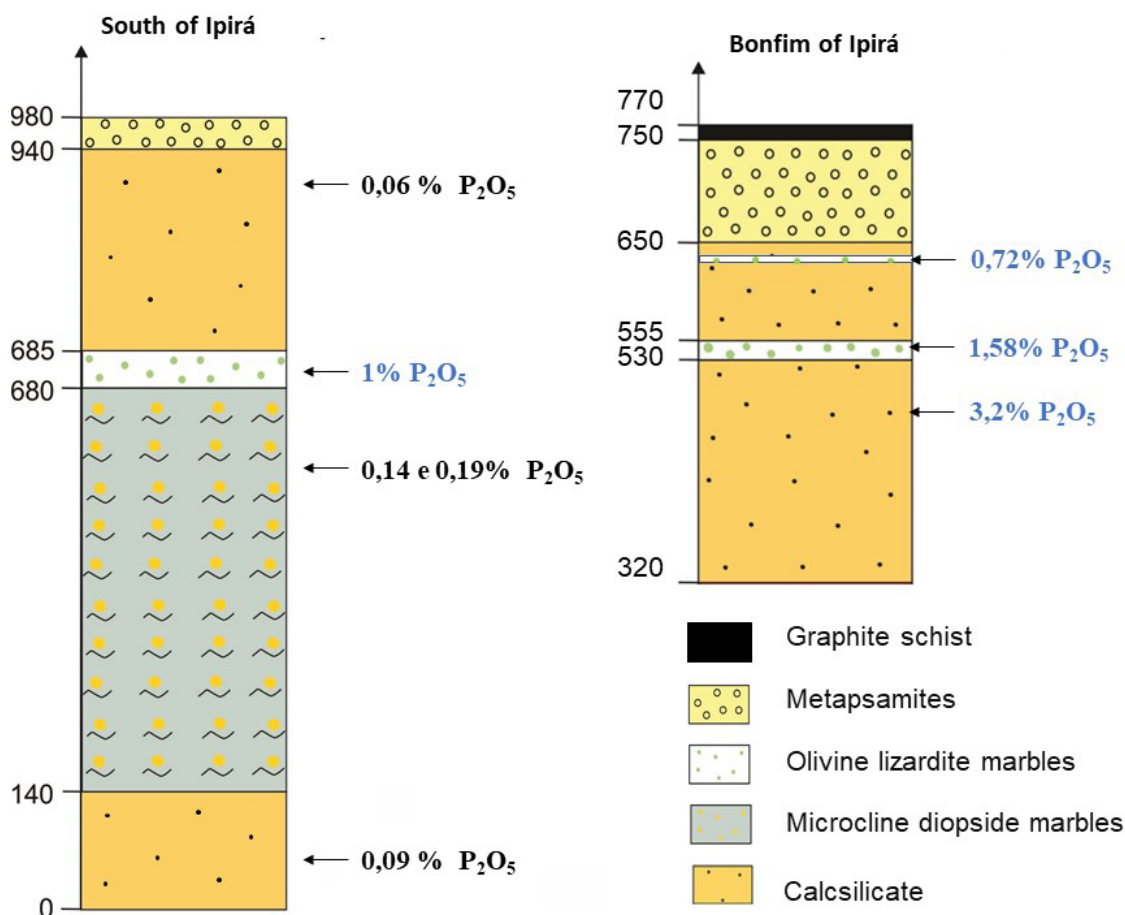 South of Ipirá
980
940
0,06 % P₂O₅
685
1% P₂O₅
680
0,14 e 0,19% P₂O₅
140
0,09 % P₂O₅
0
Bonfim of Ipirá
770
750
650
0,72% P₂O₅
555
1,58% P₂O₅
530
3,2% P₂O₅
320
Graphite schist
Metapsamites
Olivine lizardite marbles
Microcline diopside marbles
Calcsilicate